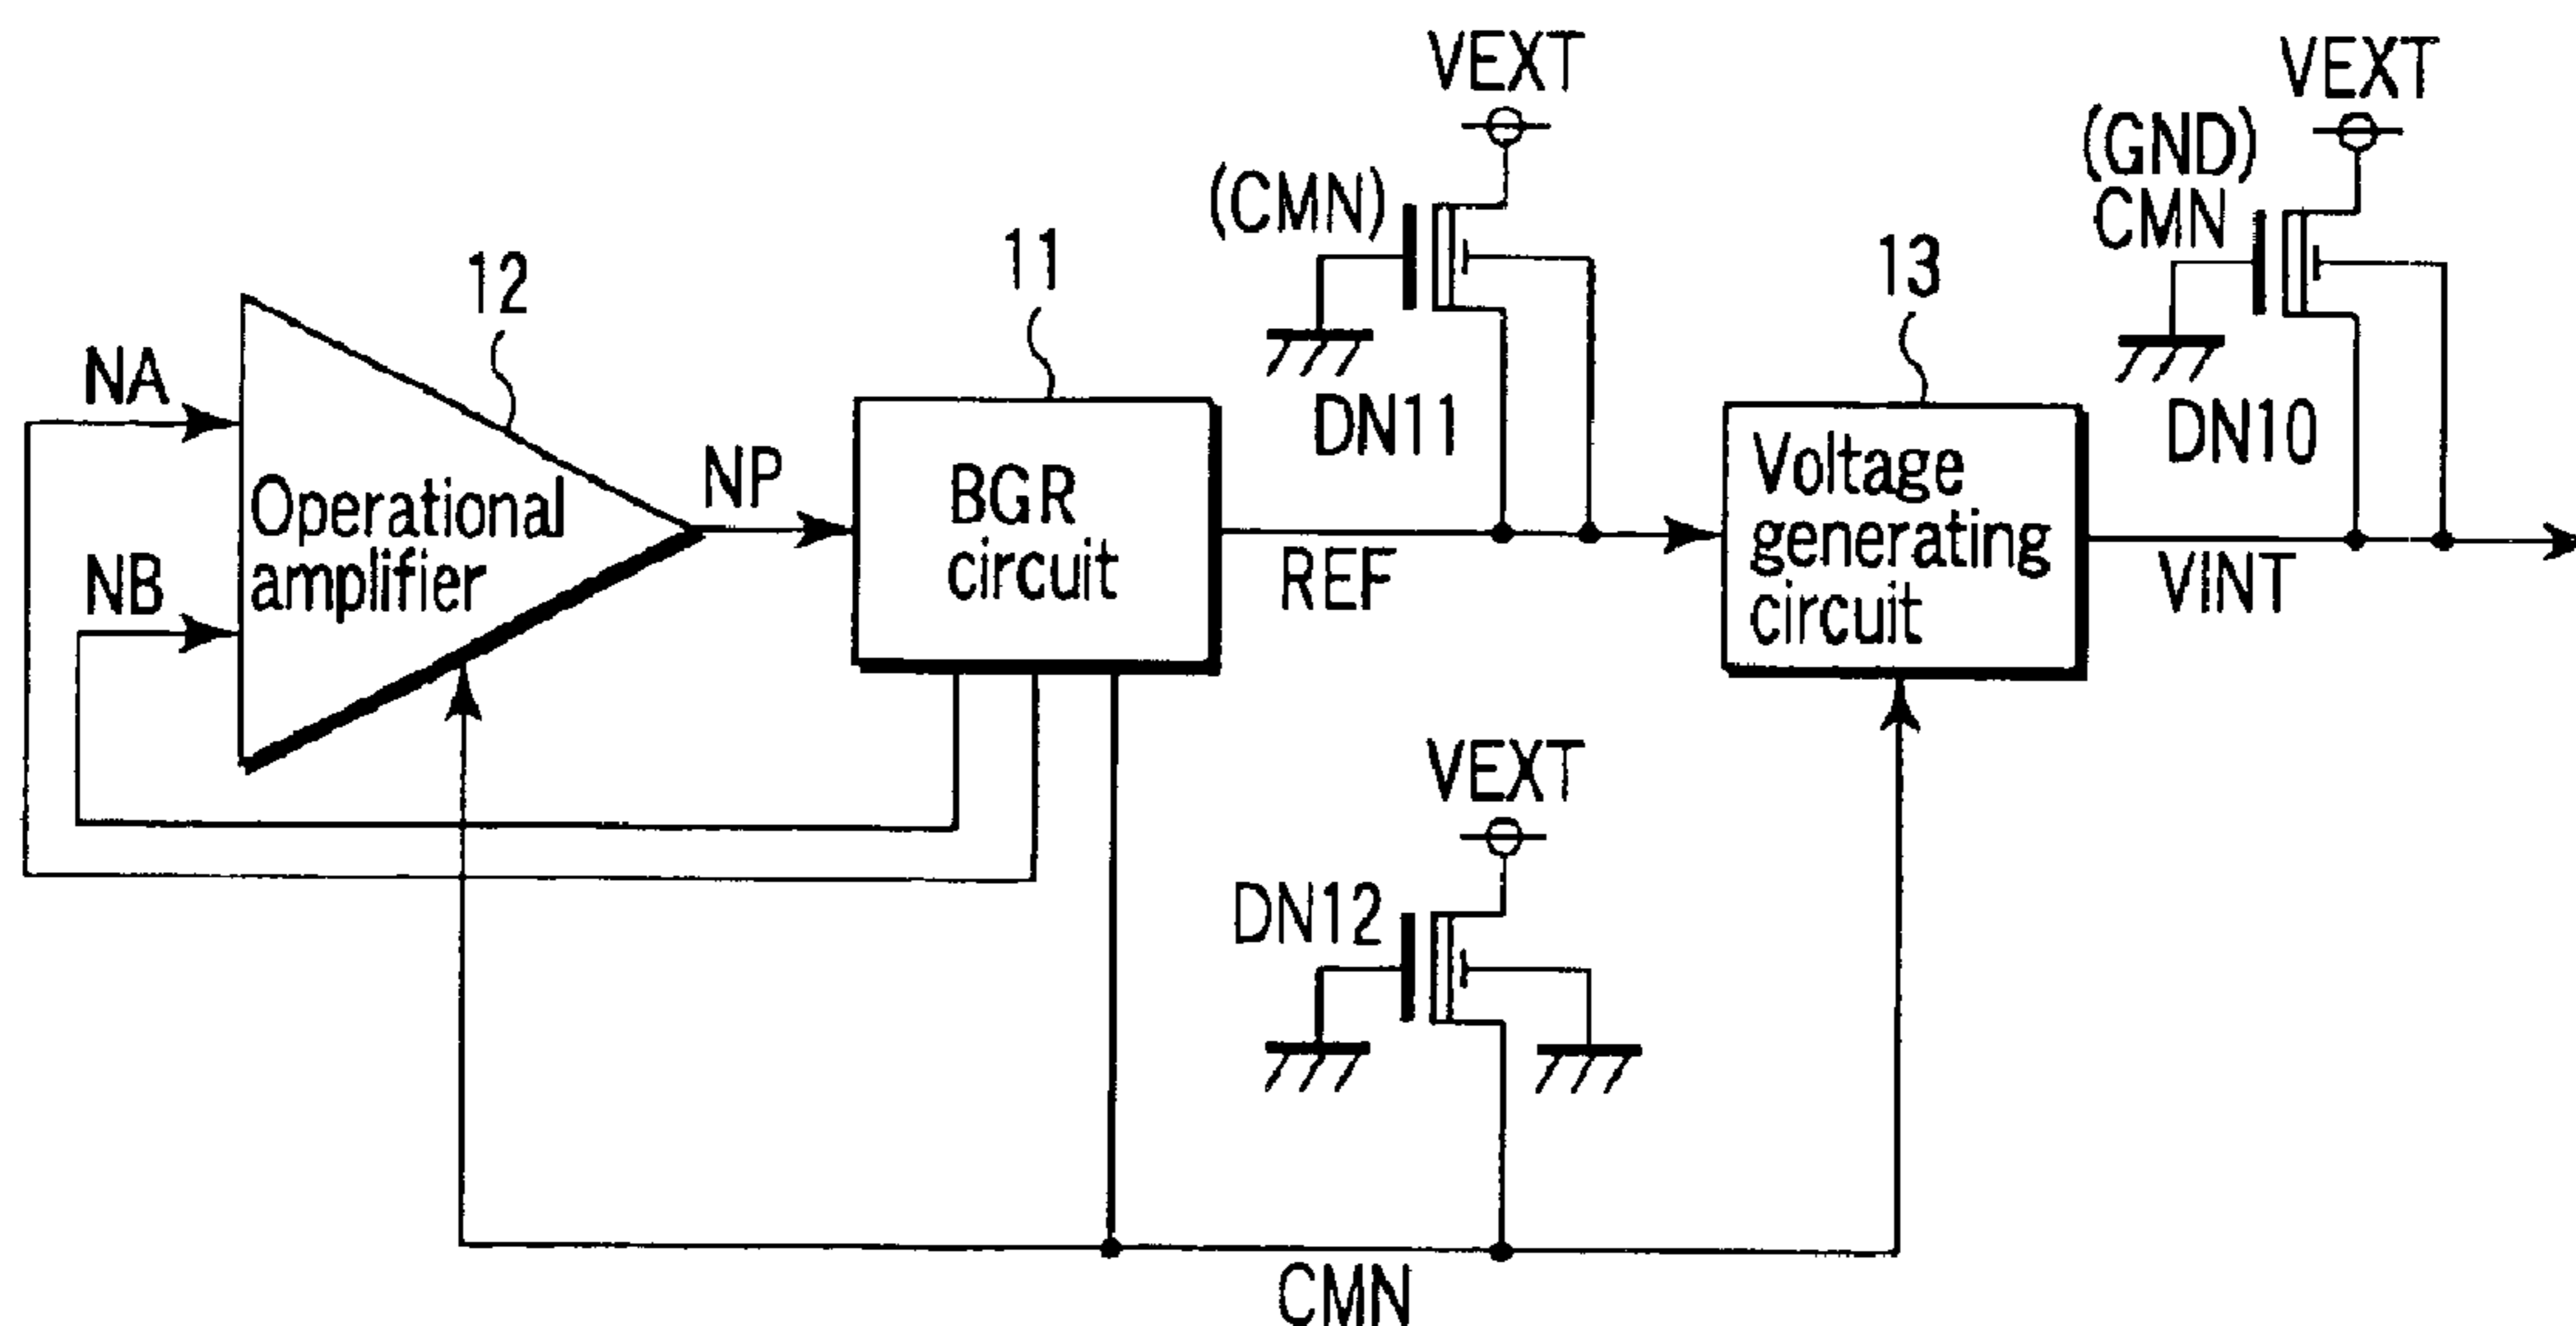 VEXT
VEXT
(GND)
(CMN)
CMN
12
11
13
NA
DN11
DN10
Operational
amplifier
NP
BGR
circuit
Voltage
generating
circuit
NB
REF
VINT
VEXT
DN12
CMN